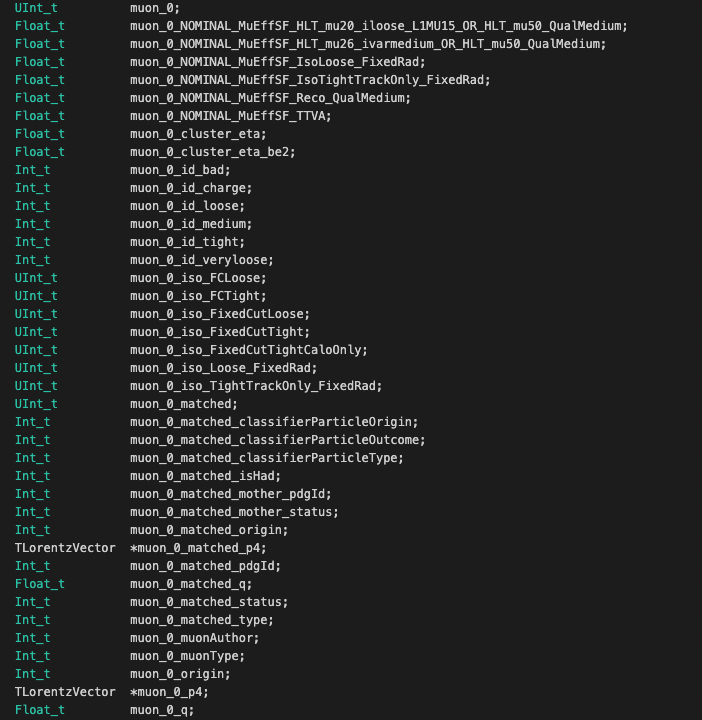 UInt_t          muon_0;
Float_t         muon_0_NOMINAL_MuEffSF_HLT_mu20_iloose_L1MU15_OR_HLT_mu50_QualMedium;
Float_t         muon_0_NOMINAL_MuEffSF_HLT_mu26_ivarmedium_OR_HLT_mu50_QualMedium;
Float_t         muon_0_NOMINAL_MuEffSF_IsoLoose_FixedRad;
Float_t         muon_0_NOMINAL_MuEffSF_IsoTightTrackOnly_FixedRad;
Float_t         muon_0_NOMINAL_MuEffSF_Reco_QualMedium;
Float_t         muon_0_NOMINAL_MuEffSF_TTVA;
Float_t         muon_0_cluster_eta;
Float_t         muon_0_cluster_eta_be2;
Int_t           muon_0_id_bad;
Int_t           muon_0_id_charge;
Int_t           muon_0_id_loose;
Int_t           muon_0_id_medium;
Int_t           muon_0_id_tight;
Int_t           muon_0_id_veryloose;
UInt_t          muon_0_iso_FCLoose;
UInt_t          muon_0_iso_FCTight;
UInt_t          muon_0_iso_FixedCutLoose;
UInt_t          muon_0_iso_FixedCutTight;
UInt_t          muon_0_iso_FixedCutTightCaloOnly;
UInt_t          muon_0_iso_Loose_FixedRad;
UInt_t          muon_0_iso_TightTrackOnly_FixedRad;
UInt_t          muon_0_matched;
Int_t           muon_0_matched_classifierParticleOrigin;
Int_t           muon_0_matched_classifierParticleOutcome;
Int_t           muon_0_matched_classifierParticleType;
Int_t           muon_0_matched_isHad;
Int_t           muon_0_matched_mother_pdgId;
Int_t           muon_0_matched_mother_status;
Int_t           muon_0_matched_origin;
TLorentzVector  *muon_0_matched_p4;
Int_t           muon_0_matched_pdgId;
Float_t         muon_0_matched_q;
Int_t           muon_0_matched_status;
Int_t           muon_0_matched_type;
Int_t           muon_0_muonAuthor;
Int_t           muon_0_muonType;
Int_t           muon_0_origin;
TLorentzVector  *muon_0_p4;
Float_t         muon_0_q;